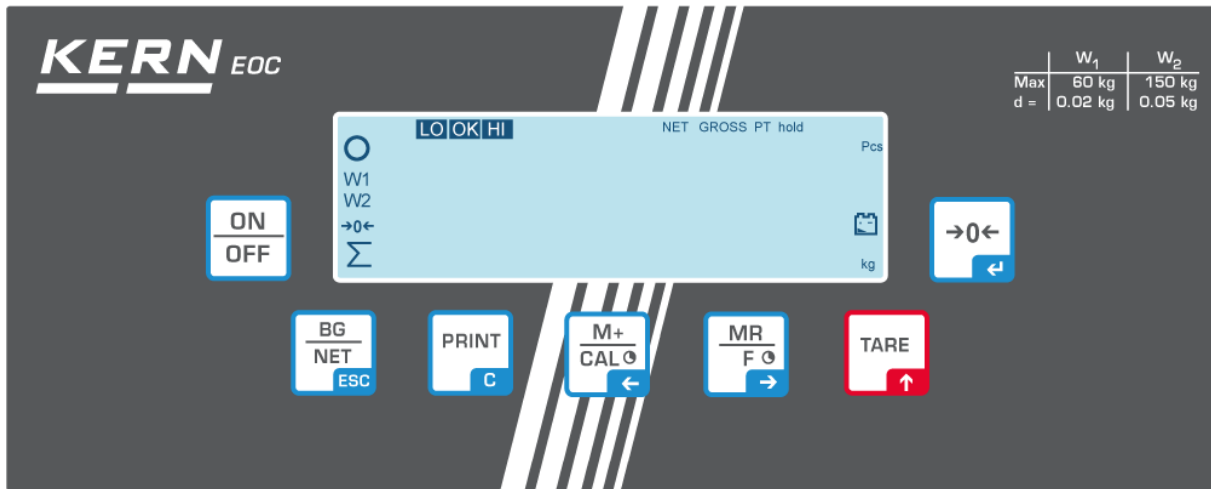 KERN EOC
W1 W2
Max 60 kg 150 kg
d = 0.02 kg 0.05 kg
LO OK HI NET GROSS PT hold
Pcs
W1
W2
→0←
Σ
kg
ON
OFF
→0←
BG
NET
ESC
PRINT
C
M+
CAL
←
MR
F
→
TARE
↑